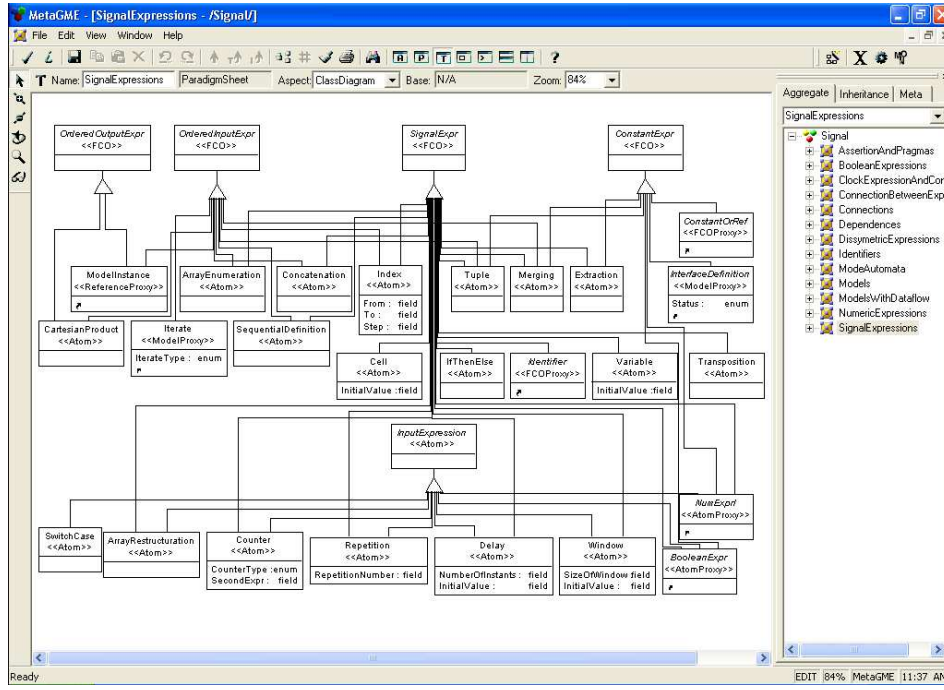 MetaGME - [SignalExpressions - /Signal/]
File Edit View Window Help
Name: SignalExpressions ParadigmSheet Aspect: ClassDiagram Base: N/A Zoom: 84%
Aggregate Inheritance Meta
SignalExpressions
Signal
AssertionAndPragmas
BooleanExpressions
ClockExpressionAndCor
ConnectionBetweenExp
Connections
Dependences
DissymetricExpressions
Identifiers
ModeAutomata
Models
ModelsWithDataflow
NumericExpressions
SignalExpressions
OrderedOutputExpr
<<FCO>>
OrderedInputExpr
<<FCO>>
SignalExpr
<<FCO>>
ConstantExpr
<<FCO>>
ConstantOrRef
<<FCOProxy>>
ModelInstance
<<ReferenceProxy>>
ArrayEnumeration
<<Atom>>
Concatenation
<<Atom>>
Index
<<Atom>>
From : field
To : field
Step : field
Tuple
<<Atom>>
Merging
<<Atom>>
Extraction
<<Atom>>
InterfaceDefinition
<<ModelProxy>>
Status : enum
CartesianProduct
<<Atom>>
Iterate
<<ModelProxy>>
IterateType : enum
SequentialDefinition
<<Atom>>
Cell
<<Atom>>
InitialValue :field
IfThenElse
<<Atom>>
Identifier
<<FCOProxy>>
Variable
<<Atom>>
InitialValue :field
Transposition
<<Atom>>
InputExpression
<<Atom>>
NumExprI
<<AtomProxy>>
SwitchCase
<<Atom>>
ArrayRestructuration
<<Atom>>
Counter
<<Atom>>
CounterType :enum
SecondExpr : field
Repetition
<<Atom>>
RepetitionNumber : field
Delay
<<Atom>>
NumberOfInstants : field
InitialValue : field
Window
<<Atom>>
SizeOfWindow :field
InitialValue : field
BooleanExpr
<<AtomProxy>>
Ready EDIT 84% MetaGME 11:37 AM